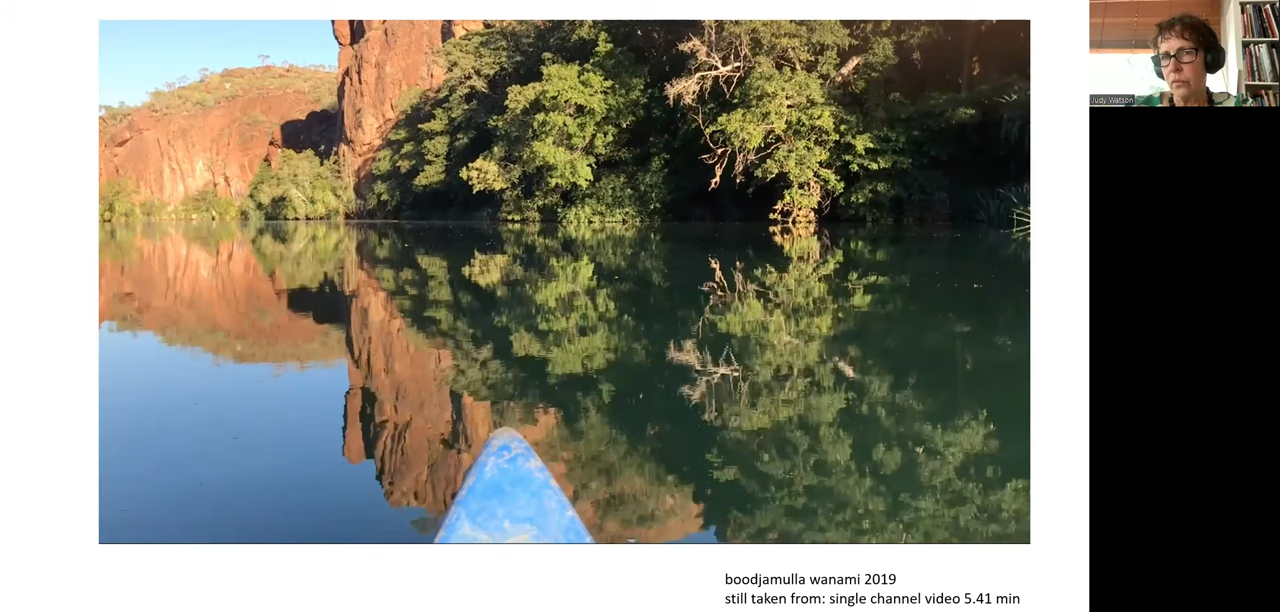 Judy Watson
boodjamulla wanami 2019
still taken from: single channel video 5.41 min